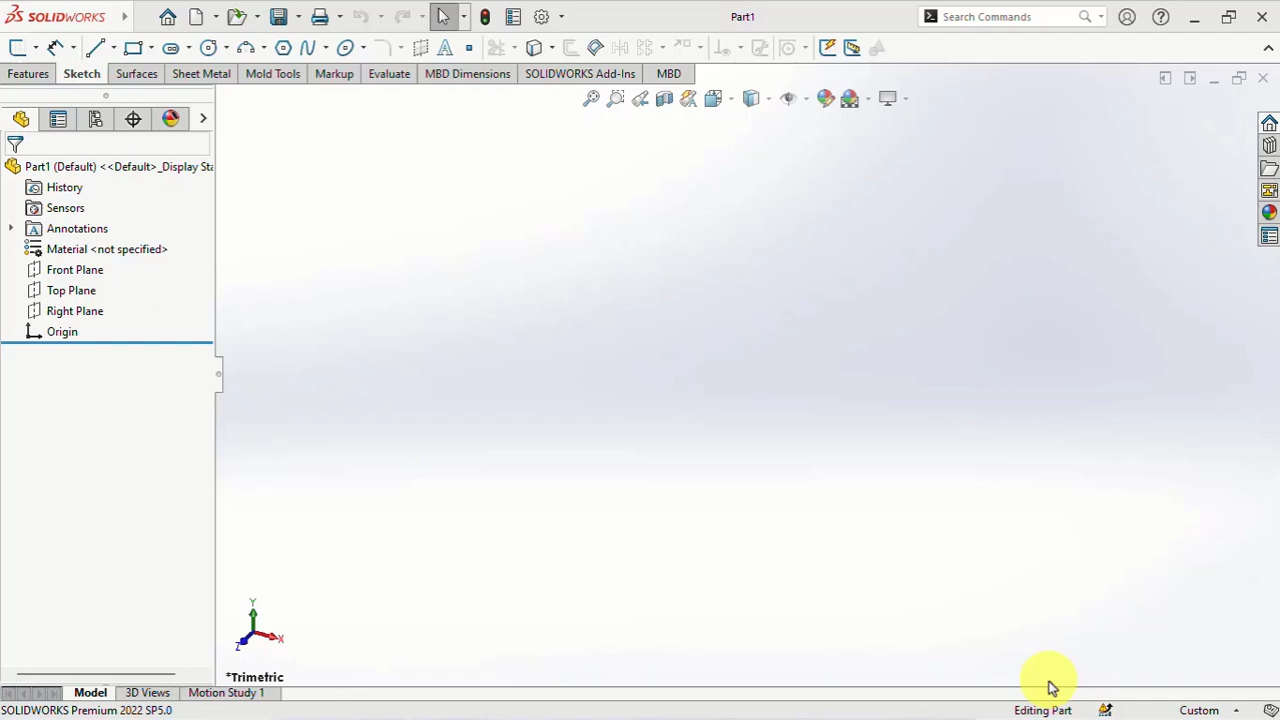 SOLIDWORKS
Part1
Search Commands
Features
Sketch
Surfaces
Sheet Metal
Mold Tools
Markup
Evaluate
MBD Dimensions
SOLIDWORKS Add-Ins
MBD
Part1 (Default) <<Default>_Display Sta
History
Sensors
Annotations
Material <not specified>
Front Plane
Top Plane
Right Plane
Origin
Y
X
Z
*Trimetric
Model
3D Views
Motion Study 1
SOLIDWORKS Premium 2022 SP5.0
Editing Part
Custom